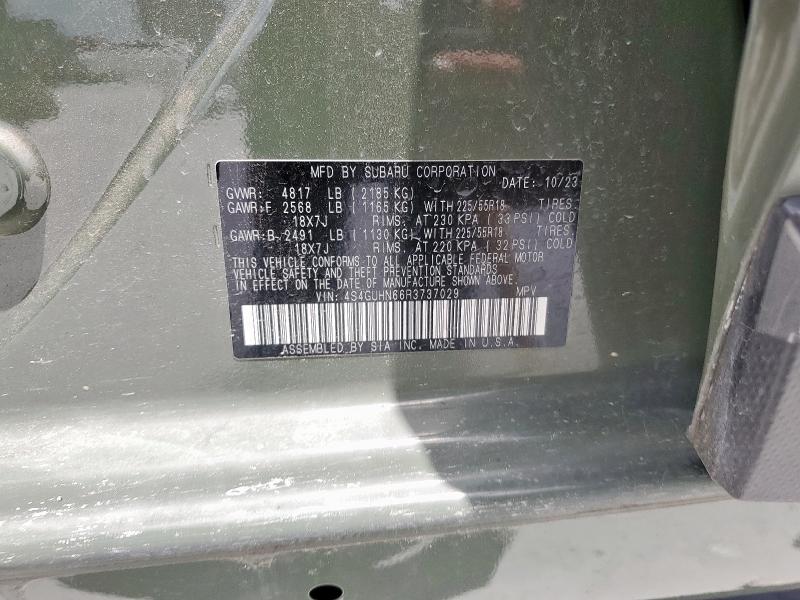 MFD BY SUBARU CORPORATION
DATE: 10/23
GVWR: 4817 LB ( 2185 KG)
GAWR:F 2568 LB ( 1165 KG) WITH 225/55R18 TIRES
18X7J RIMS. AT 230 KPA ( 33 PSI) COLD
GAWR:B 2491 LB ( 1130 KG) WITH 225/55R18 TIRES
18X7J RIMS. AT 220 KPA ( 32 PSI) COLD
THIS VEHICLE CONFORMS TO ALL APPLICABLE FEDERAL MOTOR
VEHICLE SAFETY AND THEFT PREVENTION STANDARDS
IN EFFECT ON THE DATE OF MANUFACTURE SHOWN ABOVE.
VIN: 4S4GUHN66R3737029 MPV
ASSEMBLED BY SIA INC. MADE IN U.S.A.